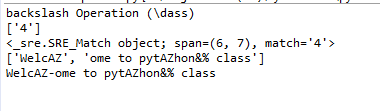 backslash Operation (\dass)
['4']
<_sre.SRE_Match object; span=(6, 7), match='4'>
['WelcAZ', 'ome to pytAZhon&% class']
WelcAZ-ome to pytAZhon&% class